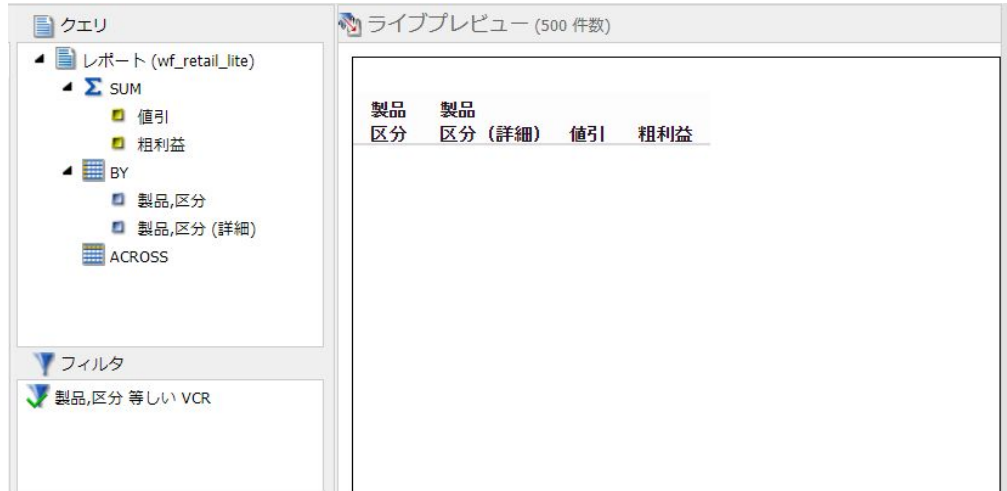 クエリ
レポート (wf_retail_lite)
SUM
値引
粗利益
BY
製品,区分
製品,区分 (詳細)
ACROSS
フィルタ
製品,区分 等しい VCR
ライブプレビュー (500 件数)
製品 製品
区分 区分 (詳細) 値引 粗利益